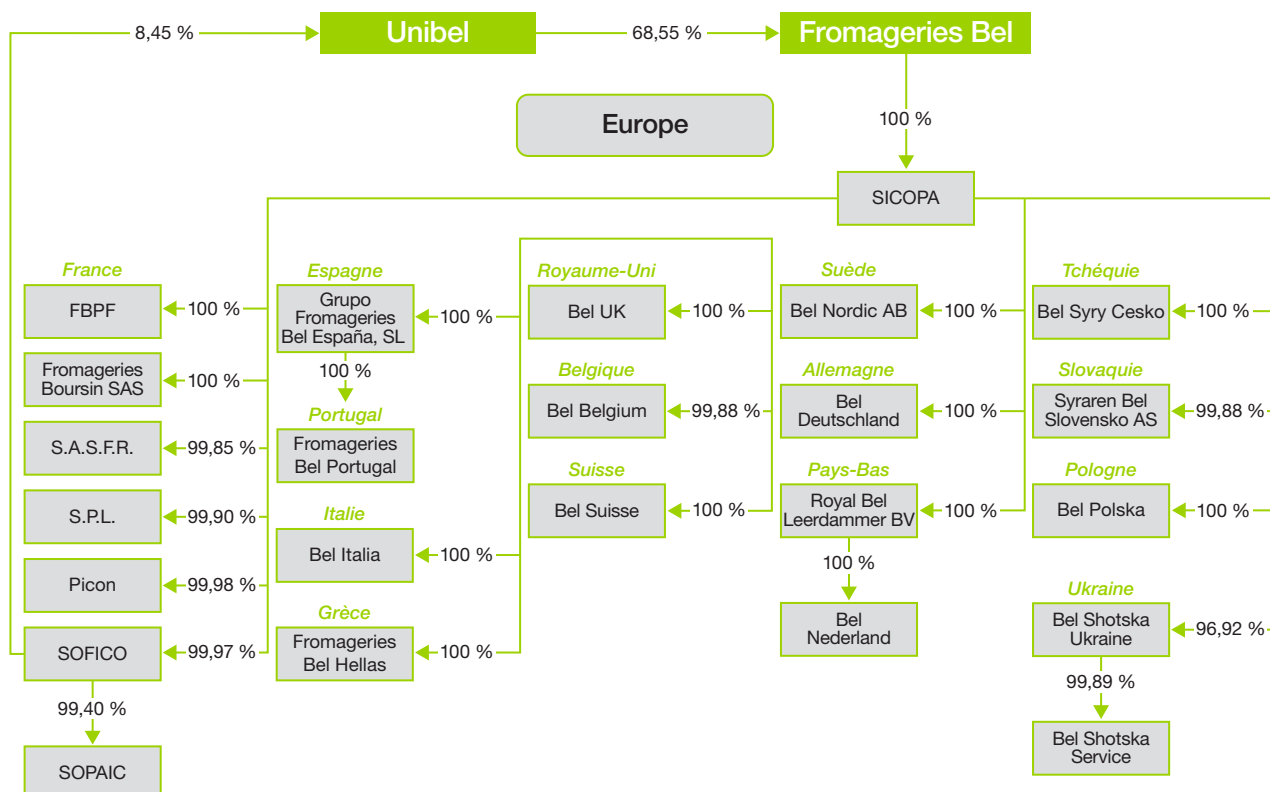 8,45 %
Unibel
68,55 %
Fromageries Bel
Europe
100 %
SICOPA
France
FBPF
100 %
Fromageries
Boursin SAS
100 %
S.A.S.F.R.
99,85 %
S.P.L.
99,90 %
Picon
99,98 %
SOFICO
99,97 %
99,40 %
SOPAIC
Espagne
Grupo
Fromageries
Bel España, SL
100 %
100 %
Portugal
Fromageries
Bel Portugal
Italie
Bel Italia
100 %
Grèce
Fromageries
Bel Hellas
100 %
Royaume-Uni
Bel UK
100 %
Belgique
Bel Belgium
99,88 %
Suisse
Bel Suisse
100 %
Suède
Bel Nordic AB
100 %
Allemagne
Bel
Deutschland
100 %
Pays-Bas
Royal Bel
Leerdammer BV
100 %
100 %
Bel
Nederland
Tchéquie
Bel Syry Cesko
100 %
Slovaquie
Syraren Bel
Slovensko AS
99,88 %
Pologne
Bel Polska
100 %
Ukraine
Bel Shotska
Ukraine
96,92 %
99,89 %
Bel Shotska
Service